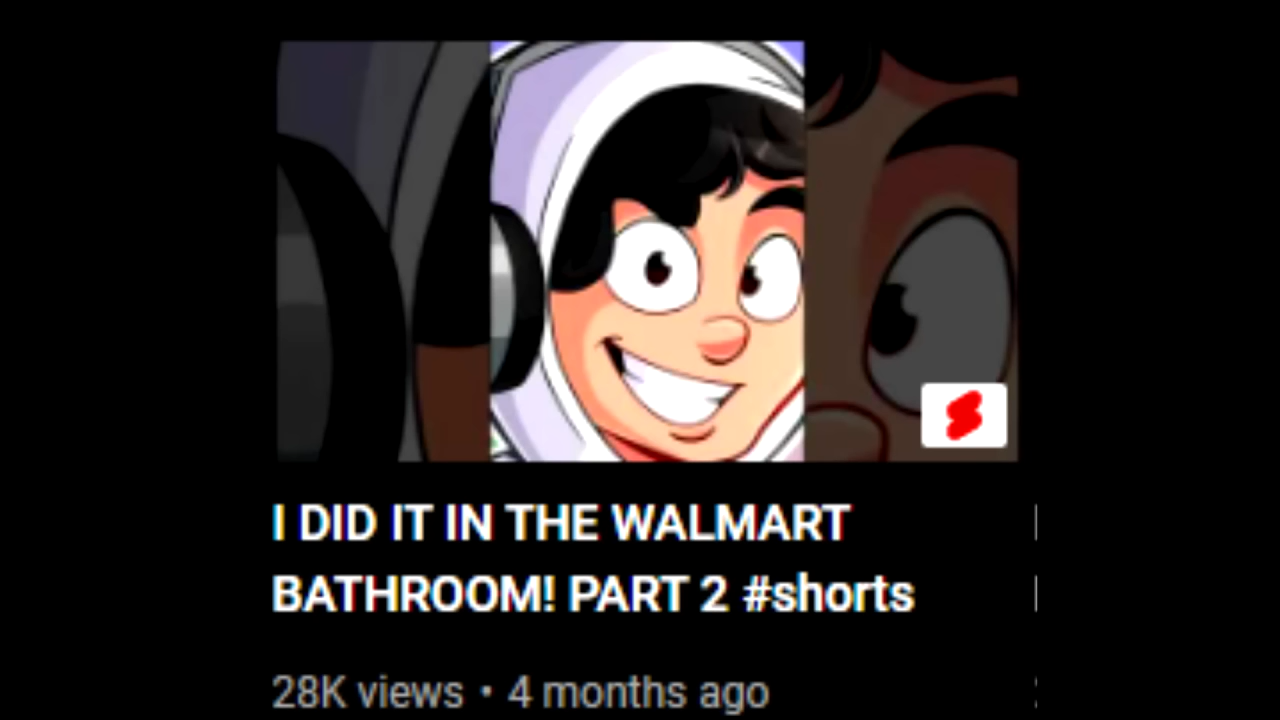 I DID IT IN THE WALMART
BATHROOM! PART 2 #shorts
28K views • 4 months ago